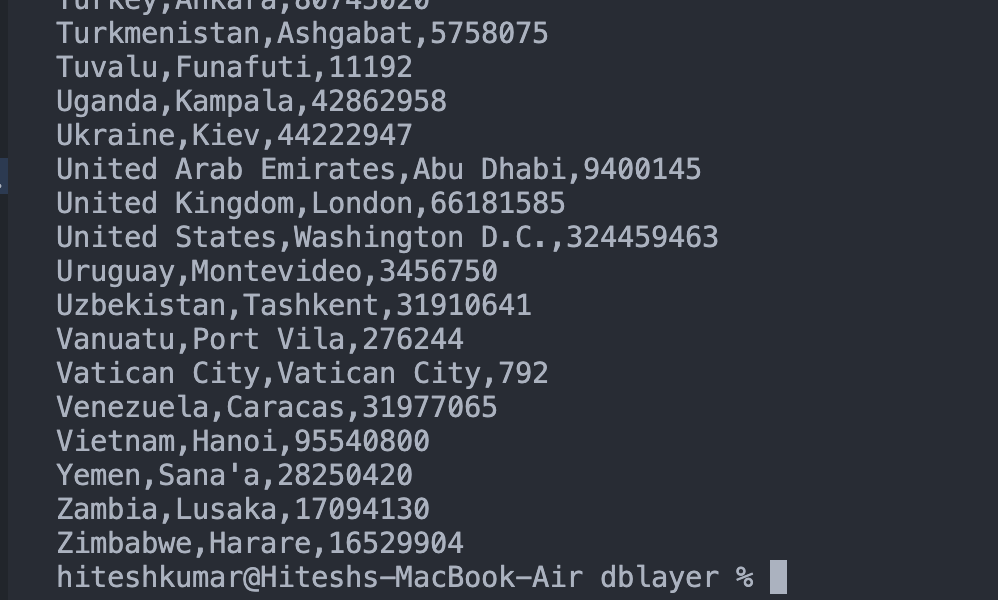 Turkey,Ankara,80745020
Turkmenistan,Ashgabat,5758075
Tuvalu,Funafuti,11192
Uganda,Kampala,42862958
Ukraine,Kiev,44222947
United Arab Emirates,Abu Dhabi,9400145
United Kingdom,London,66181585
United States,Washington D.C.,324459463
Uruguay,Montevideo,3456750
Uzbekistan,Tashkent,31910641
Vanuatu,Port Vila,276244
Vatican City,Vatican City,792
Venezuela,Caracas,31977065
Vietnam,Hanoi,95540800
Yemen,Sana'a,28250420
Zambia,Lusaka,17094130
Zimbabwe,Harare,16529904
hiteshkumar@Hiteshs-MacBook-Air dblayer %